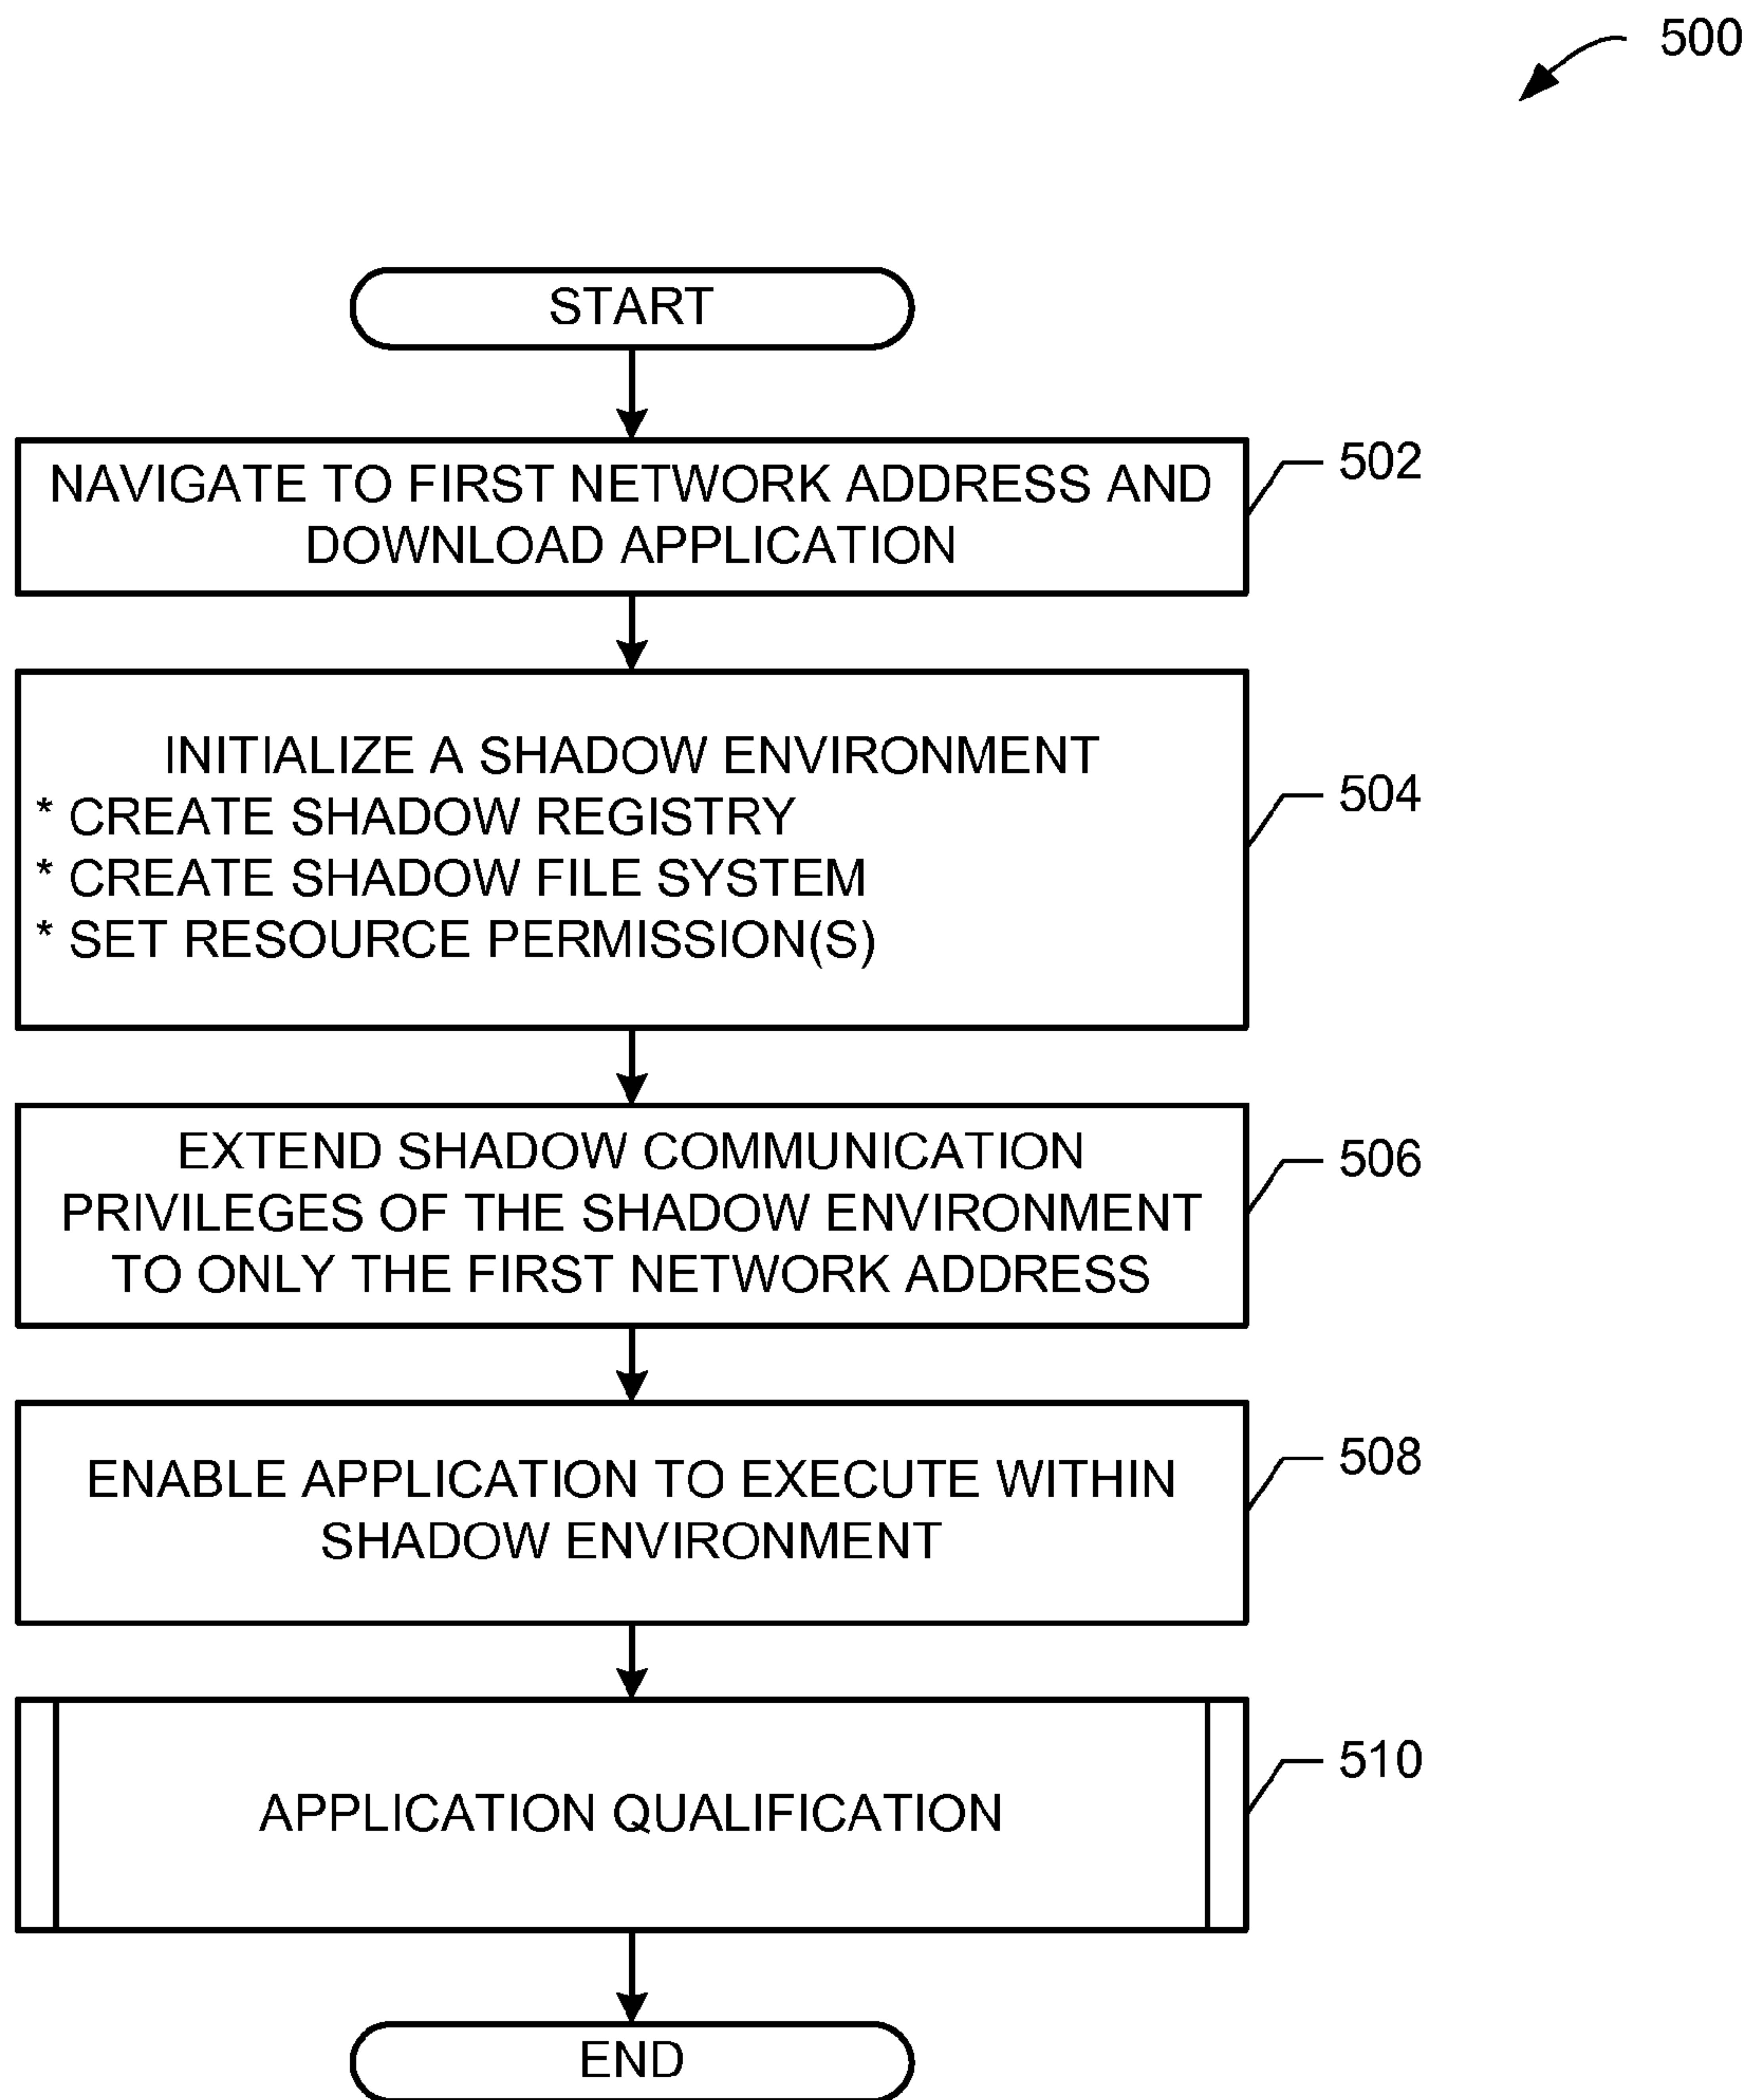 500
START
NAVIGATE TO FIRST NETWORK ADDRESS AND
DOWNLOAD APPLICATION
502
INITIALIZE A SHADOW ENVIRONMENT
* CREATE SHADOW REGISTRY
* CREATE SHADOW FILE SYSTEM
* SET RESOURCE PERMISSION(S)
504
EXTEND SHADOW COMMUNICATION
PRIVILEGES OF THE SHADOW ENVIRONMENT
TO ONLY THE FIRST NETWORK ADDRESS
506
ENABLE APPLICATION TO EXECUTE WITHIN
SHADOW ENVIRONMENT
508
APPLICATION QUALIFICATION
510
END